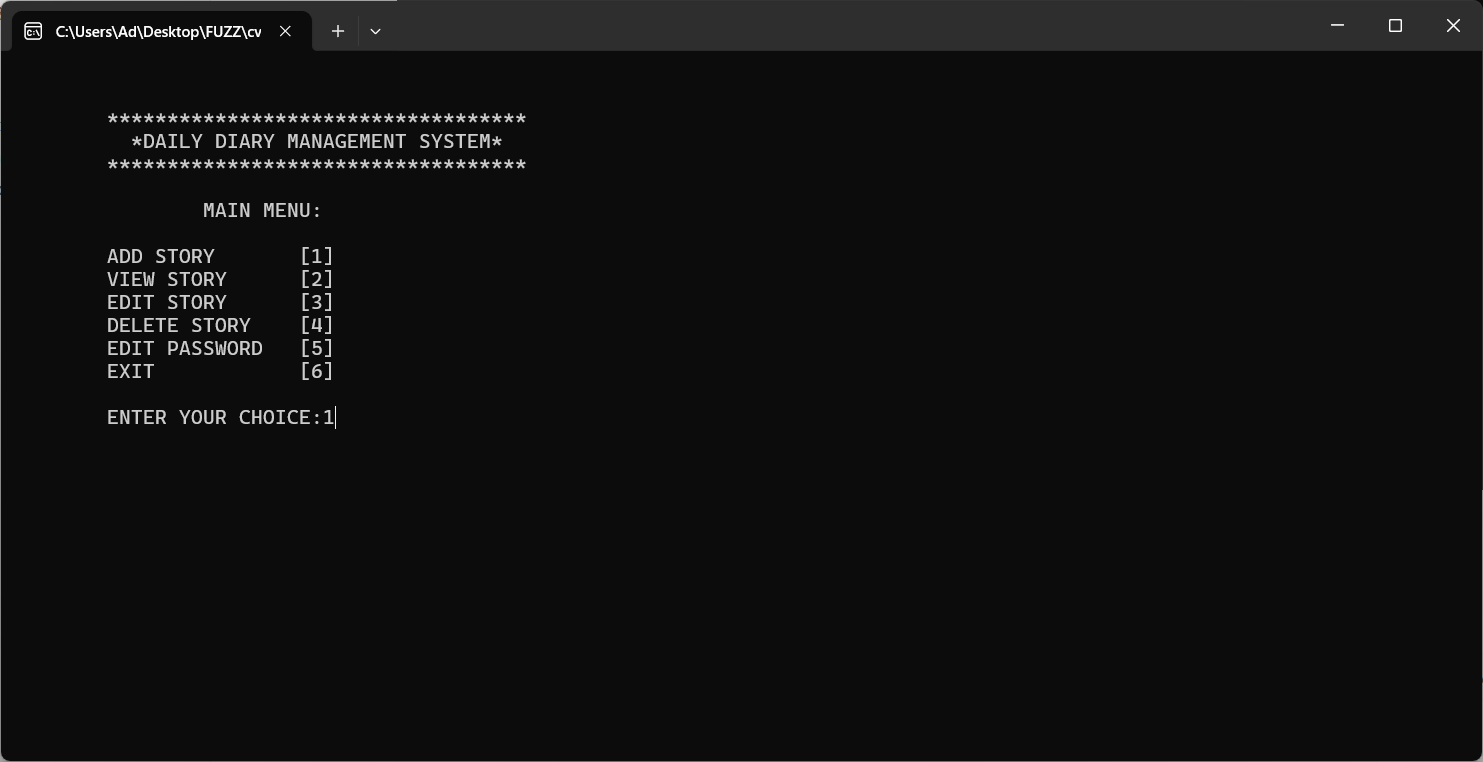 C:\Users\Ad\Desktop\FUZZ\cv
***********************************
*DAILY DIARY MANAGEMENT SYSTEM*
***********************************
MAIN MENU:
ADD STORY [1]
VIEW STORY [2]
EDIT STORY [3]
DELETE STORY [4]
EDIT PASSWORD [5]
EXIT [6]
ENTER YOUR CHOICE:1